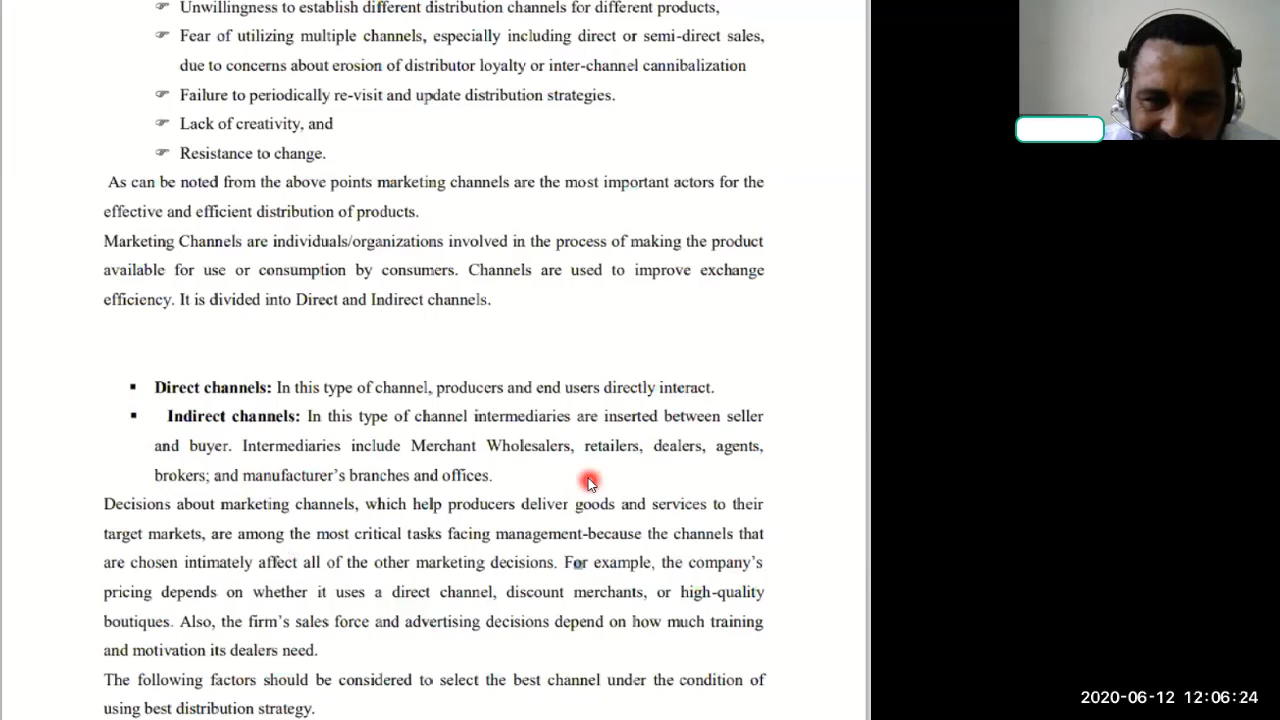 Unwillingness to establish different distribution channels for different products,
Fear of utilizing multiple channels, especially including direct or semi-direct sales,
due to concerns about erosion of distributor loyalty or inter-channel cannibalization
Failure to periodically re-visit and update distribution strategies.
Lack of creativity, and
Resistance to change.
As can be noted from the above points marketing channels are the most important actors for the
effective and efficient distribution of products.
Marketing Channels are individuals/organizations involved in the process of making the product
available for use or consumption by consumers. Channels are used to improve exchange
efficiency. It is divided into Direct and Indirect channels.
Direct channels: In this type of channel, producers and end users directly interact.
Indirect channels: In this type of channel intermediaries are inserted between seller
and buyer. Intermediaries include Merchant Wholesalers, retailers, dealers, agents,
brokers; and manufacturer's branches and offices.
Decisions about marketing channels, which help producers deliver goods and services to their
target markets, are among the most critical tasks facing management-because the channels that
are chosen intimately affect all of the other marketing decisions. For example, the company's
pricing depends on whether it uses a direct channel, discount merchants, or high-quality
boutiques. Also, the firm's sales force and advertising decisions depend on how much training
and motivation its dealers need.
The following factors should be considered to select the best channel under the condition of
using best distribution strategy.
2020-06-12 12:06:24